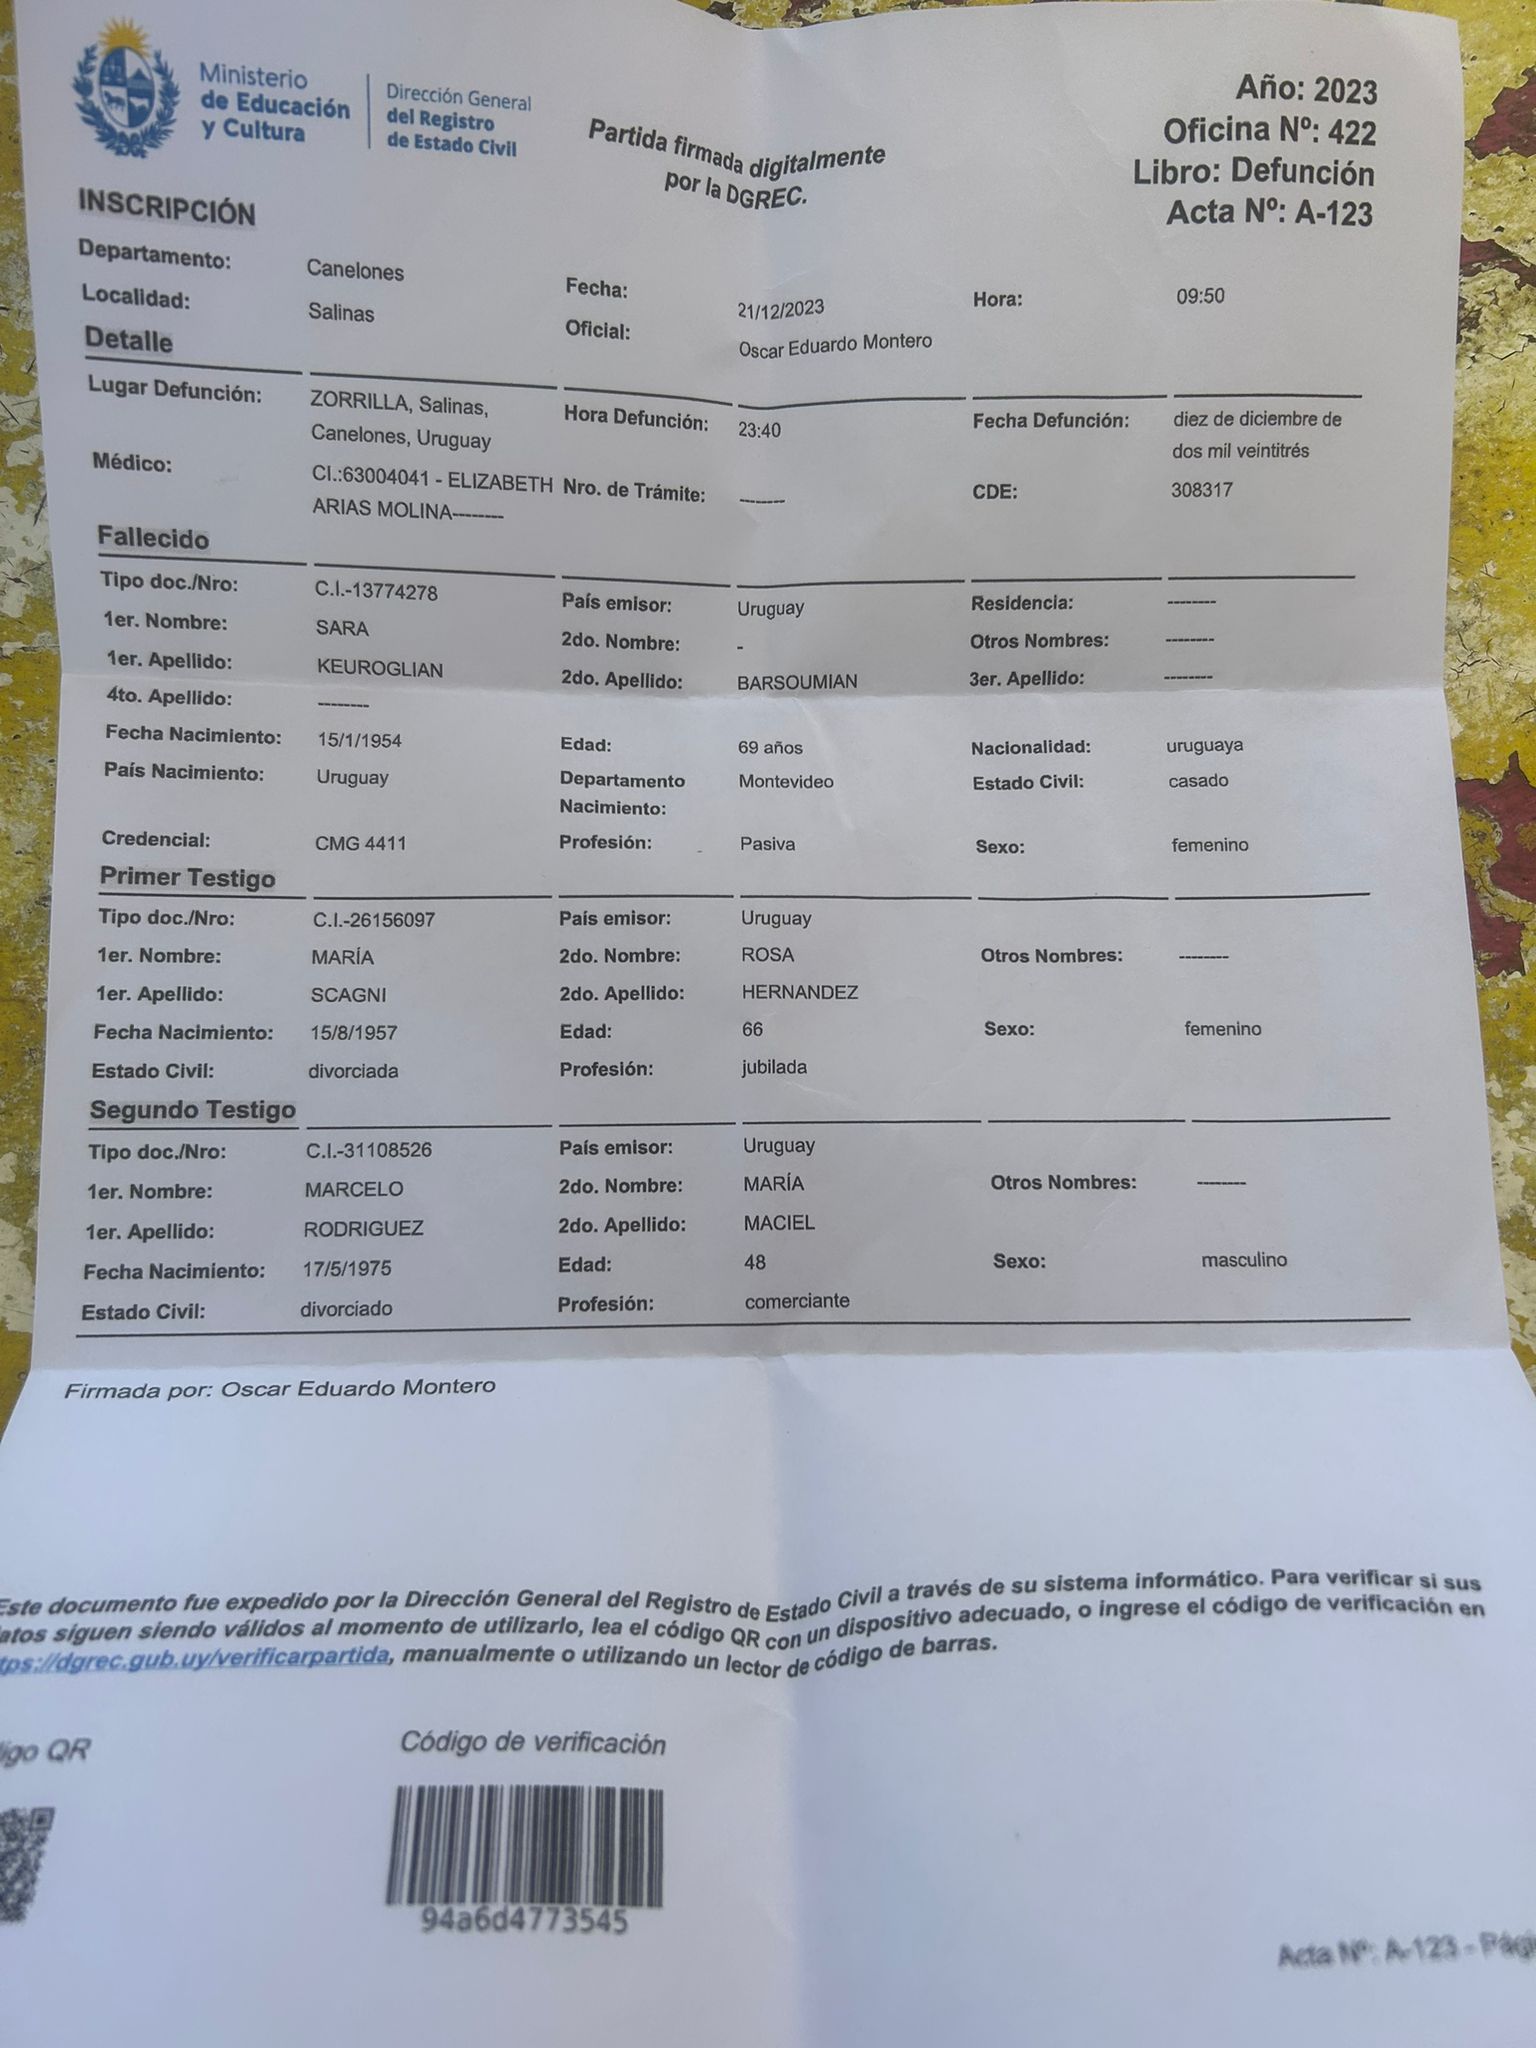 Ministerio
de Educación
y Cultura
Dirección General
del Registro
de Estado Civil
Partida firmada digitalmente
por la DGREC.
Año: 2023
Oficina Nº: 422
Libro: Defunción
Acta Nº: A-123
INSCRIPCIÓN
Departamento: Canelones Fecha: 21/12/2023 Hora: 09:50
Localidad: Salinas Oficial: Oscar Eduardo Montero
Detalle
Lugar Defunción: ZORRILLA, Salinas, Hora Defunción: 23:40 Fecha Defunción: diez de diciembre de
Canelones, Uruguay dos mil veintitrés
Médico: CI.:63004041 - ELIZABETH Nro. de Trámite: -------- CDE: 308317
ARIAS MOLINA--------
Fallecido
Tipo doc./Nro: C.I.-13774278 País emisor: Uruguay Residencia: --------
1er. Nombre: SARA 2do. Nombre: - Otros Nombres: --------
1er. Apellido: KEUROGLIAN 2do. Apellido: BARSOUMIAN 3er. Apellido: --------
4to. Apellido: --------
Fecha Nacimiento: 15/1/1954 Edad: 69 años Nacionalidad: uruguaya
País Nacimiento: Uruguay Departamento Montevideo Estado Civil: casado
Nacimiento:
Credencial: CMG 4411 Profesión: Pasiva Sexo: femenino
Primer Testigo
Tipo doc./Nro: C.I.-26156097 País emisor: Uruguay
1er. Nombre: MARÍA 2do. Nombre: ROSA Otros Nombres: --------
1er. Apellido: SCAGNI 2do. Apellido: HERNANDEZ
Fecha Nacimiento: 15/8/1957 Edad: 66 Sexo: femenino
Estado Civil: divorciada Profesión: jubilada
Segundo Testigo
Tipo doc./Nro: C.I.-31108526 País emisor: Uruguay
1er. Nombre: MARCELO 2do. Nombre: MARÍA Otros Nombres: --------
1er. Apellido: RODRIGUEZ 2do. Apellido: MACIEL
Fecha Nacimiento: 17/5/1975 Edad: 48 Sexo: masculino
Estado Civil: divorciado Profesión: comerciante
Firmada por: Oscar Eduardo Montero
Este documento fue expedido por la Dirección General del Registro de Estado Civil a través de su sistema informático. Para verificar si sus
atos siguen siendo válidos al momento de utilizarlo, lea el código QR con un dispositivo adecuado, o ingrese el código de verificación en
tps://dgrec.gub.uy/verificarpartida, manualmente o utilizando un lector de código de barras.
igo QR
Código de verificación
94a6d4773545
Acta Nº: A-123 - Pági